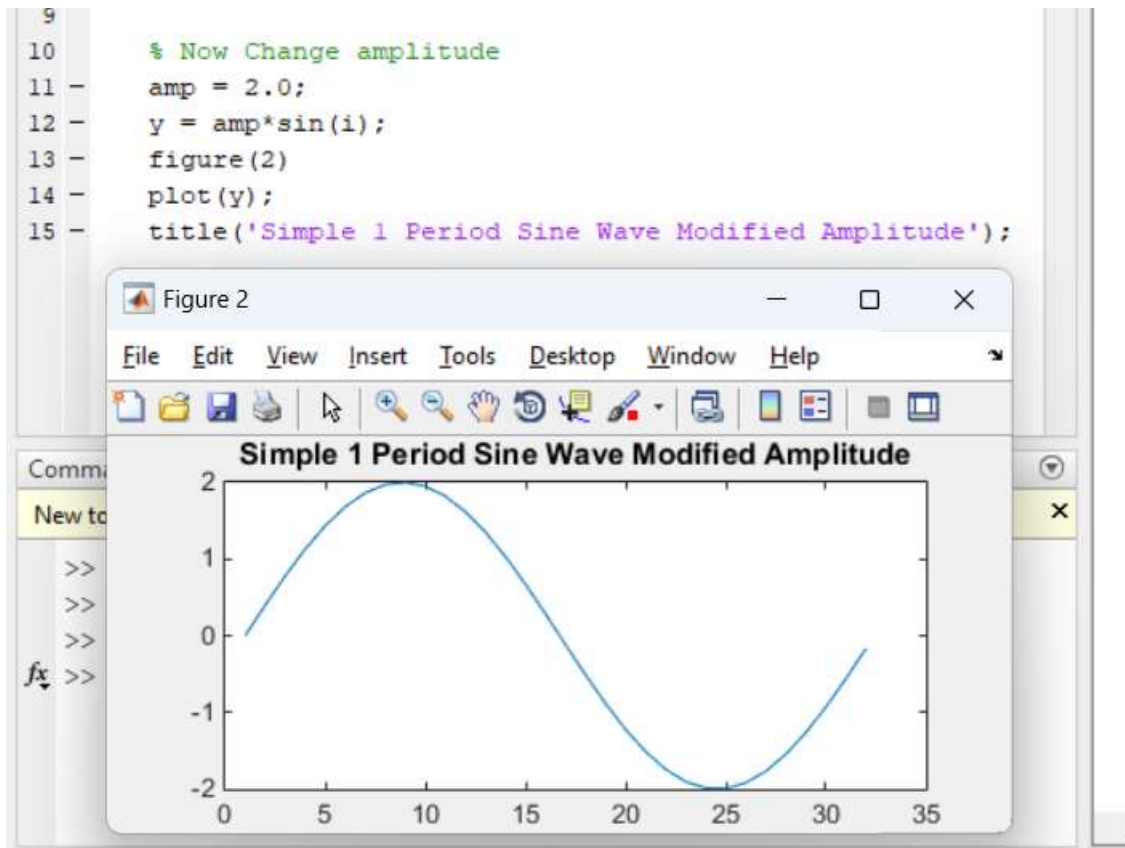 9
10 % Now Change amplitude
11 - amp = 2.0;
12 - y = amp*sin(i);
13 - figure(2)
14 - plot(y);
15 - title('Simple 1 Period Sine Wave Modified Amplitude');
Figure 2
File Edit View Insert Tools Desktop Window Help
Simple 1 Period Sine Wave Modified Amplitude
Comma
New to
>>
>>
>>
fx >>
2
1
0
-1
-2
0 5 10 15 20 25 30 35